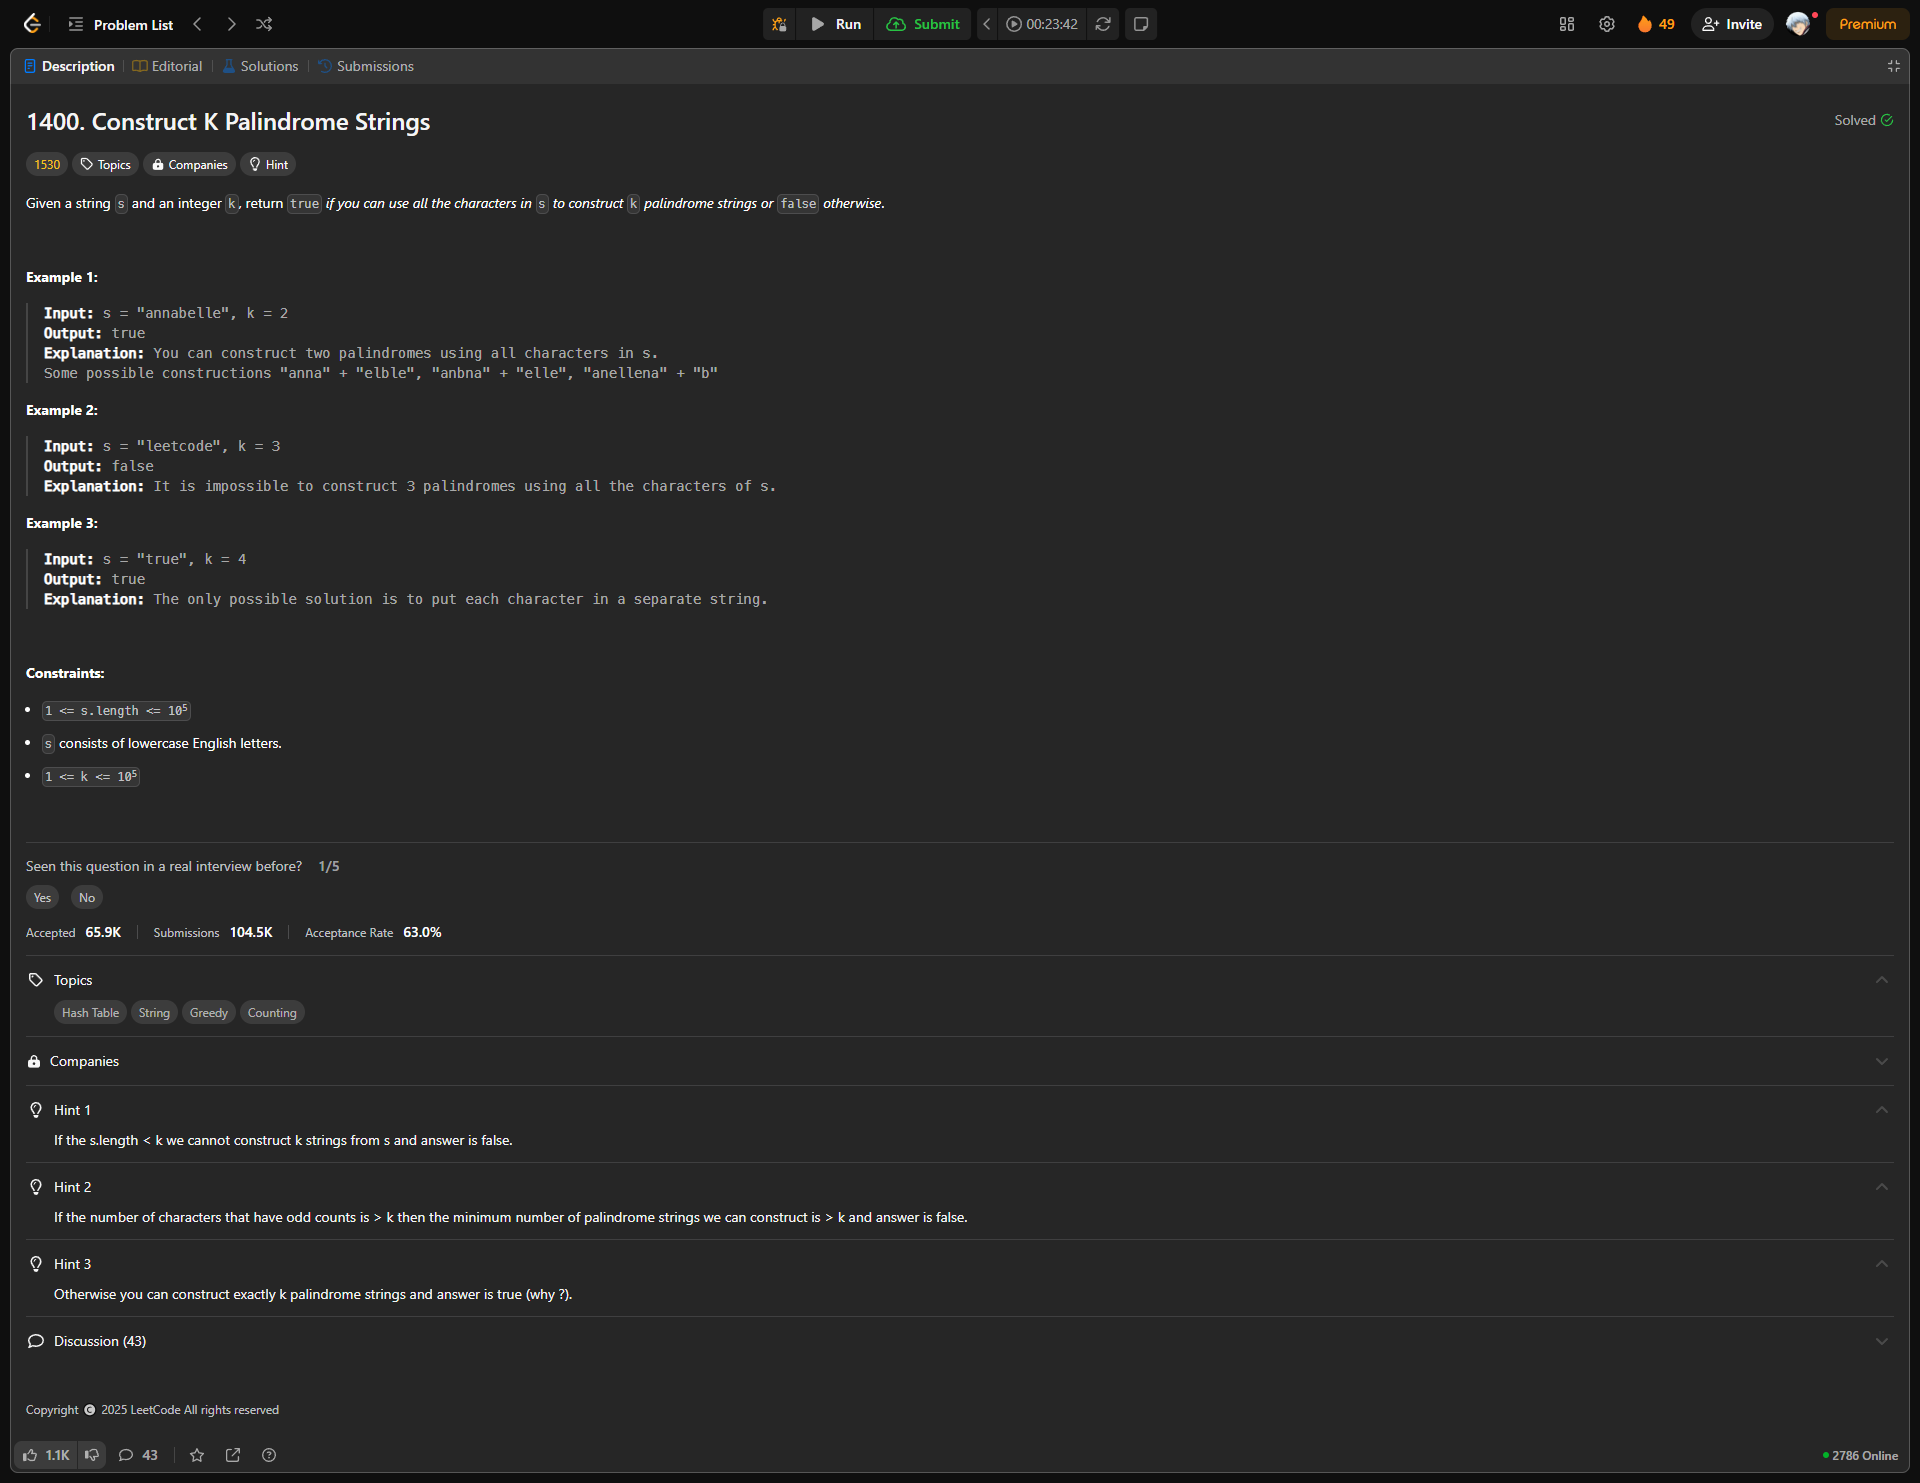 Problem List
Run
Submit
00:23:42
49
Invite
Premium
Description
Editorial
Solutions
Submissions
1400. Construct K Palindrome Strings
Solved
1530
Topics
Companies
Hint
Given a string s and an integer k, return true if you can use all the characters in s to construct k palindrome strings or false otherwise.
Example 1:
Input: s = "annabelle", k = 2
Output: true
Explanation: You can construct two palindromes using all characters in s.
Some possible constructions "anna" + "elble", "anbna" + "elle", "anellena" + "b"
Example 2:
Input: s = "leetcode", k = 3
Output: false
Explanation: It is impossible to construct 3 palindromes using all the characters of s.
Example 3:
Input: s = "true", k = 4
Output: true
Explanation: The only possible solution is to put each character in a separate string.
Constraints:
• 1 <= s.length <= 10⁵
• s consists of lowercase English letters.
• 1 <= k <= 10⁵
Seen this question in a real interview before? 1/5
Yes
No
Accepted 65.9K
Submissions 104.5K
Acceptance Rate 63.0%
Topics
Hash Table
String
Greedy
Counting
Companies
Hint 1
If the s.length < k we cannot construct k strings from s and answer is false.
Hint 2
If the number of characters that have odd counts is > k then the minimum number of palindrome strings we can construct is > k and answer is false.
Hint 3
Otherwise you can construct exactly k palindrome strings and answer is true (why ?).
Discussion (43)
Copyright © 2025 LeetCode All rights reserved
1.1K
43
2786 Online